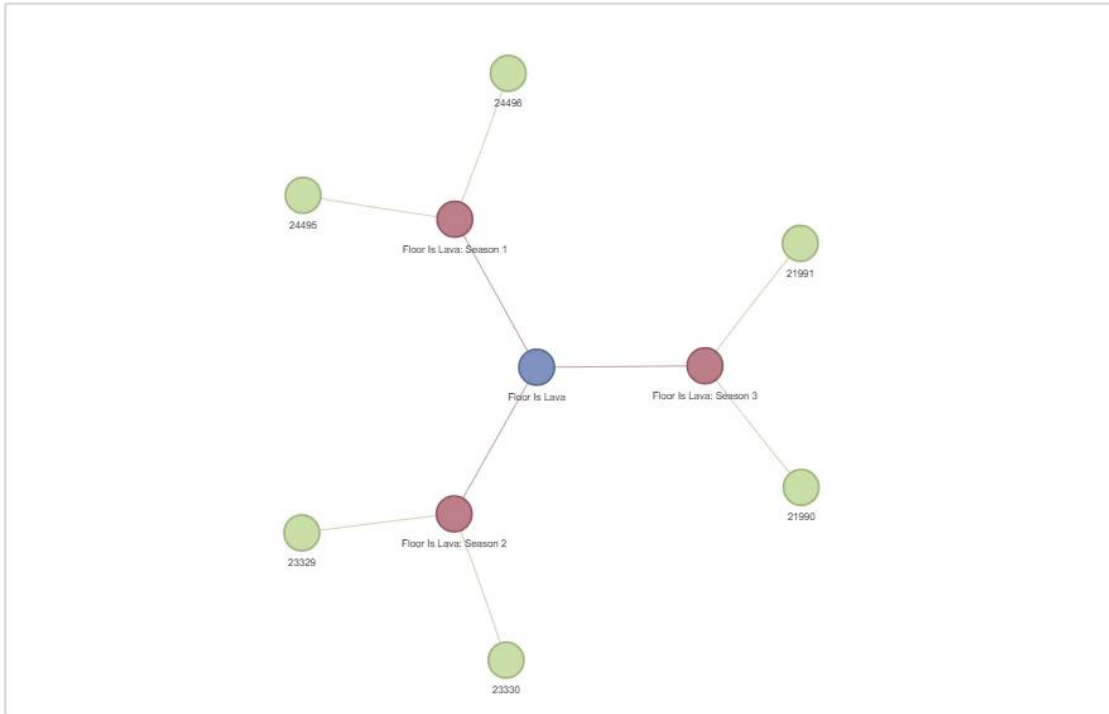 24496
24495
Floor Is Lava: Season 1
21991
Floor Is Lava
Floor Is Lava: Season 3
21990
Floor Is Lava: Season 2
23329
23330